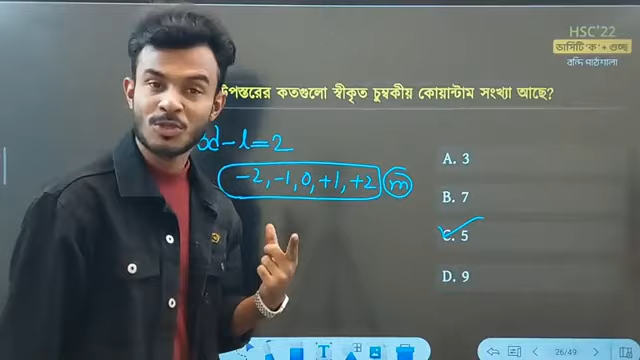 HSC'22
ভার্সিটি 'ক' + গুচ্ছ
বন্দি পাঠশালা
উপস্তরের কতগুলো স্বীকৃত চুম্বকীয় কোয়ান্টাম সংখ্যা আছে?
d - l = 2
-2, -1, 0, +1, +2 m
A. 3
B. 7
C. 5
D. 9
T
26/49